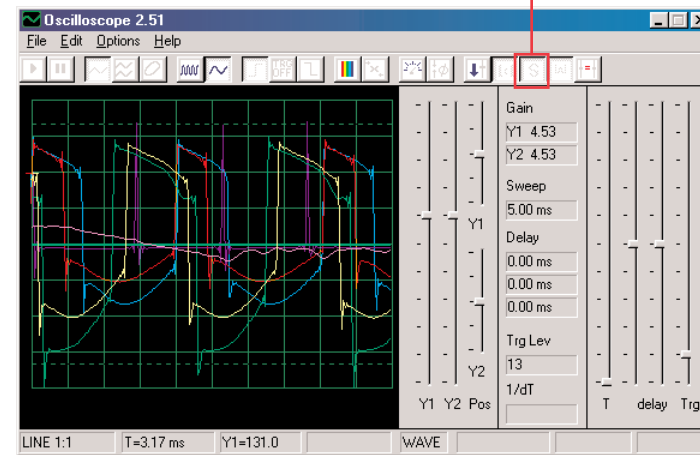 Oscilloscope 2.51
File Edit Options Help
TRG
OFF
S
Gain
Y1 4.53
Y2 4.53
Sweep
5.00 ms
Y1
Delay
0.00 ms
0.00 ms
0.00 ms
Trg Lev
13
Y2
1/dT
Y1 Y2 Pos
T delay Trg
LINE 1:1 T=3.17 ms Y1=131.0 WAVE